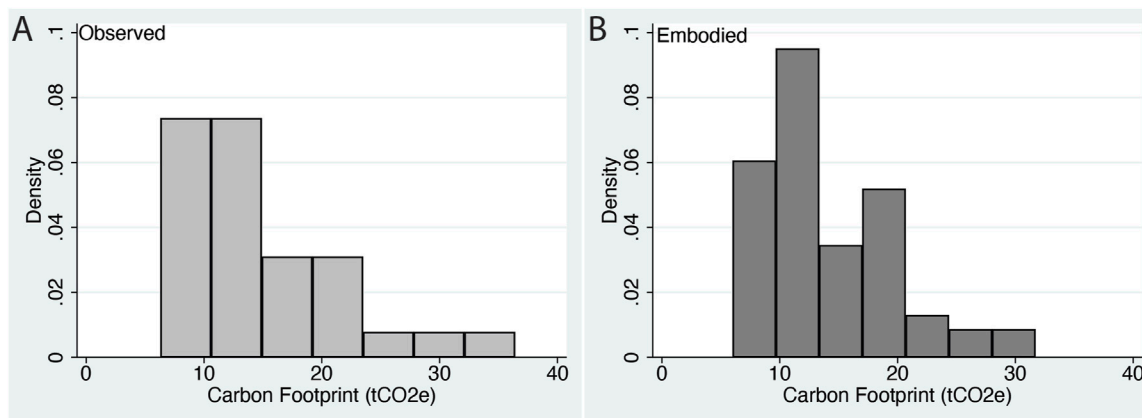 A
Observed
.1
.08
.06
.04
.02
0
Density
0 10 20 30 40
Carbon Footprint (tCO2e)
B
Embodied
.1
.08
.06
.04
.02
0
Density
0 10 20 30 40
Carbon Footprint (tCO2e)